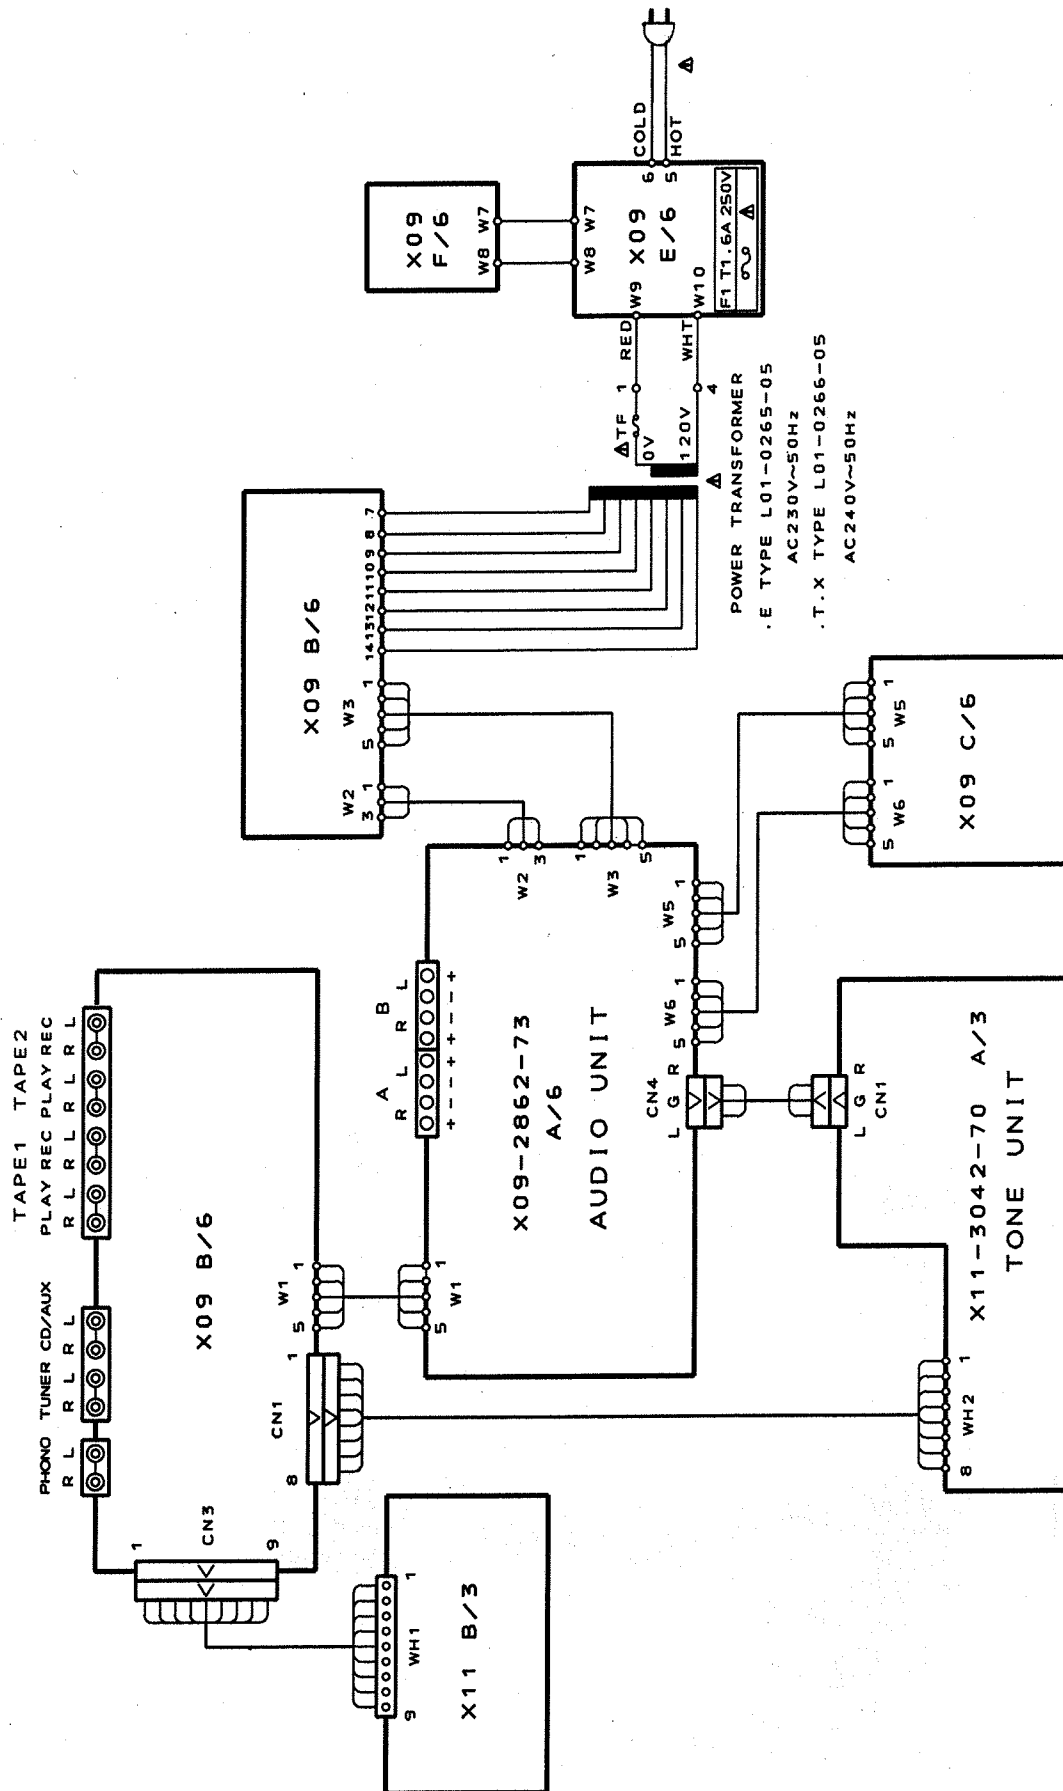 TAPE1 TAPE2
PHONO TUNER CD/AUX PLAY REC PLAY REC
R L R L R L R L R L R L R L
1
CN3
9
X09 B/6
8 CN1 1
5 W1 1
9 WH1 1
X11 B/3
5 W1 1
A B
R L R L
+ - - + + - - +
X09-2862-73
A/6
AUDIO UNIT
1
W2
3
1
W3
5
L G R
CN4
5 W6 1
5 W5 1
L G R
CN1
8 WH2 1
X11-3042-70 A/3
TONE UNIT
5 W6 1
5 W5 1
X09 C/6
X09 B/6
3 W2 1
5 W3 1
14 13 12 11 10 9 8 7
TF
0V
120V
1
RED
W9
4
WHT
W10
POWER TRANSFORMER
.E TYPE L01-0265-05
AC230V~50Hz
.T.X TYPE L01-0266-05
AC240V~50Hz
X09
F/6
W8 W7
W8 W7
X09
E/6
F1 T1.6A 250V
6 COLD
5 HOT